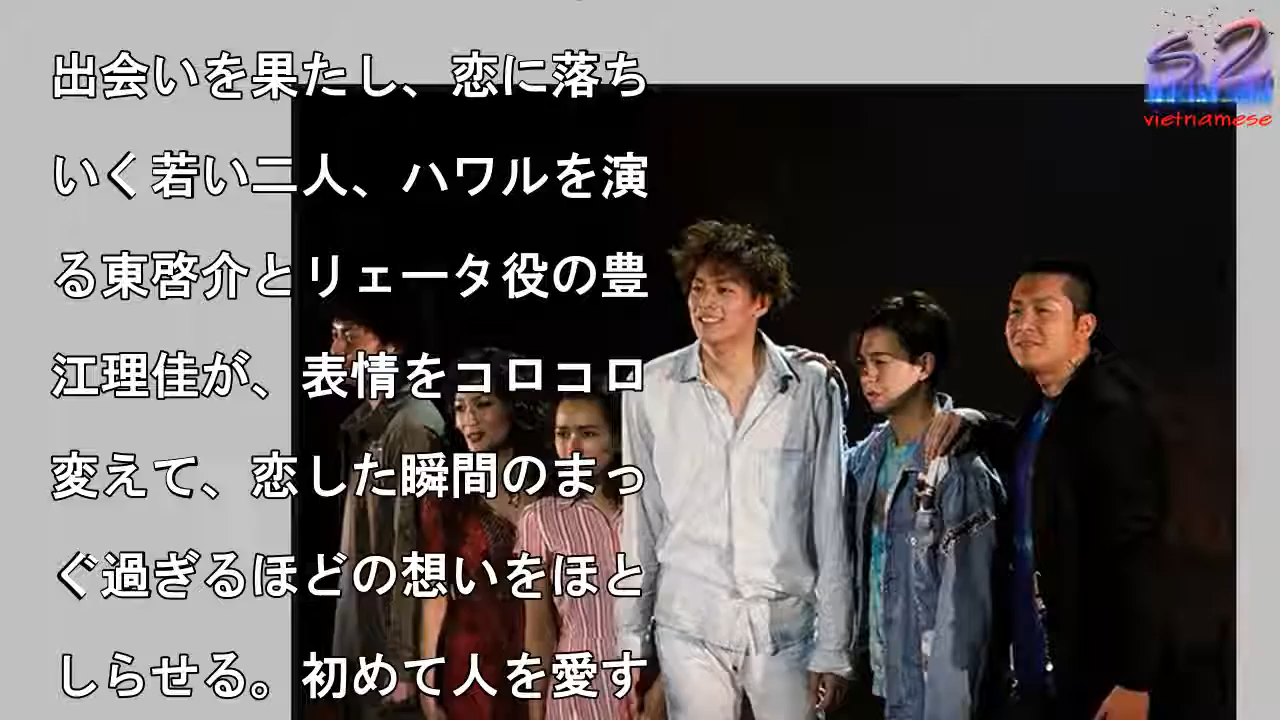 出会いを果たし、恋に落ち
いく若い二人、ハワルを演
る東啓介とリェータ役の豊
江理佳が、表情をコロコロ
変えて、恋した瞬間のまっ
ぐ過ぎるほどの想いをほと
しらせる。初めて人を愛す
S2
vietnamese